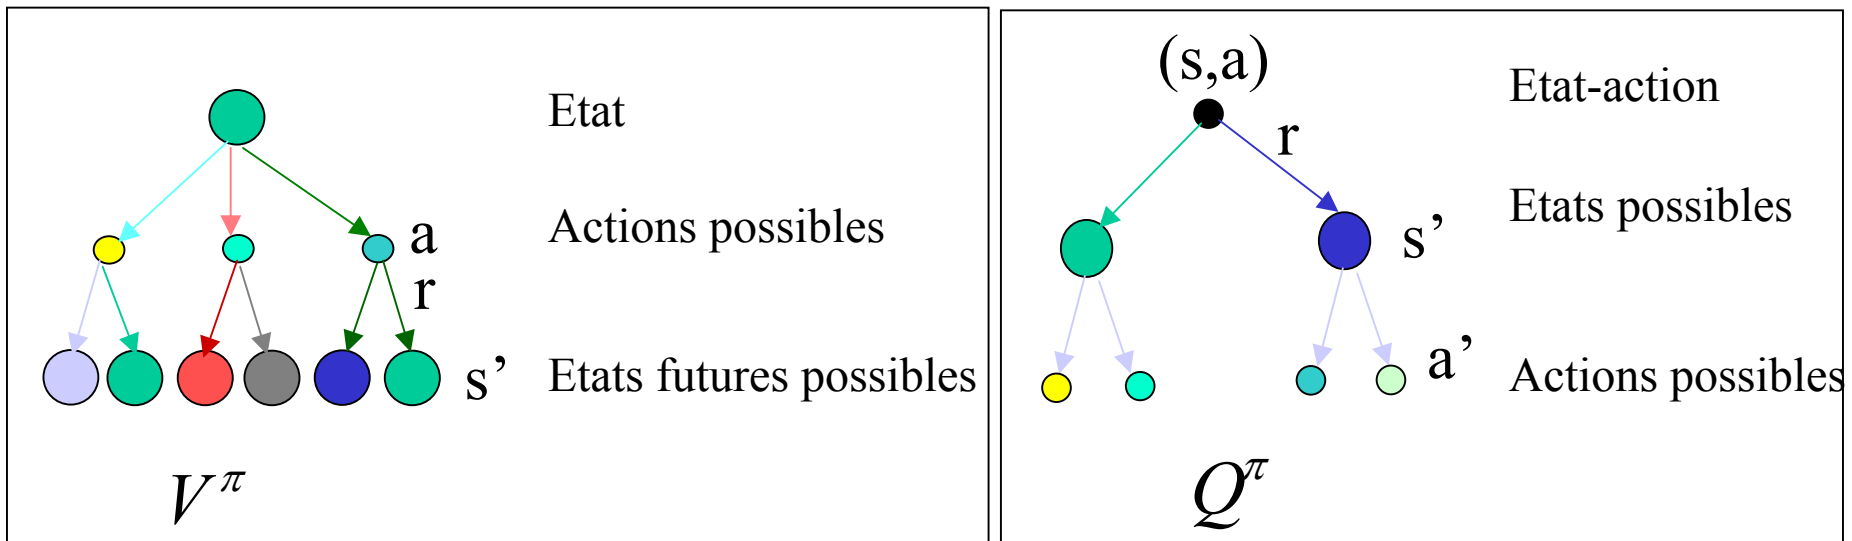 Etat
Actions possibles
a
r
s’ Etats futures possibles
V^π
(s,a)
Etat-action
r
Etats possibles
s’
a’
Actions possibles
Q^π